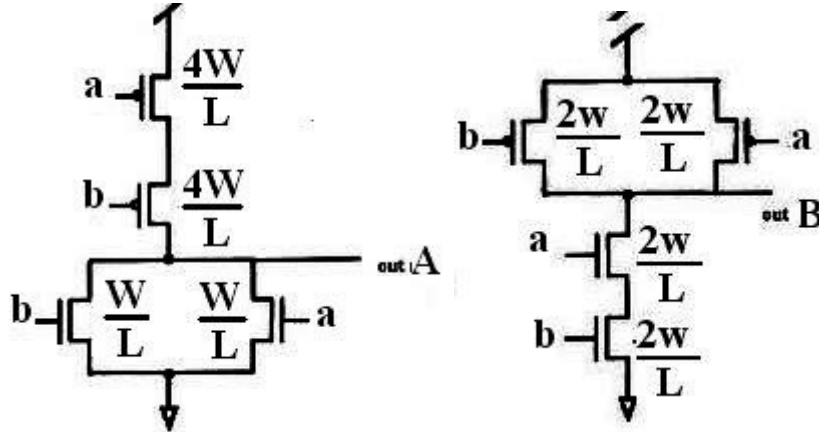 a 4W/L
b 4W/L
out A
b W/L W/L a
b 2w/L 2w/L a
out B
a 2w/L
b 2w/L